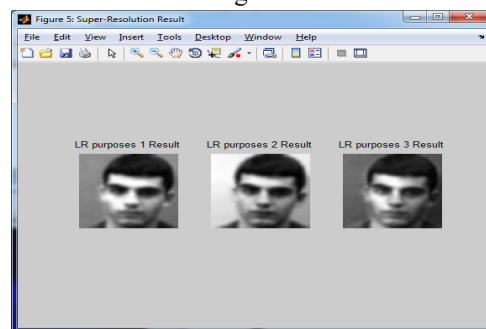 Figure 5: Super-Resolution Result
File Edit View Insert Tools Desktop Window Help
LR purposes 1 Result LR purposes 2 Result LR purposes 3 Result